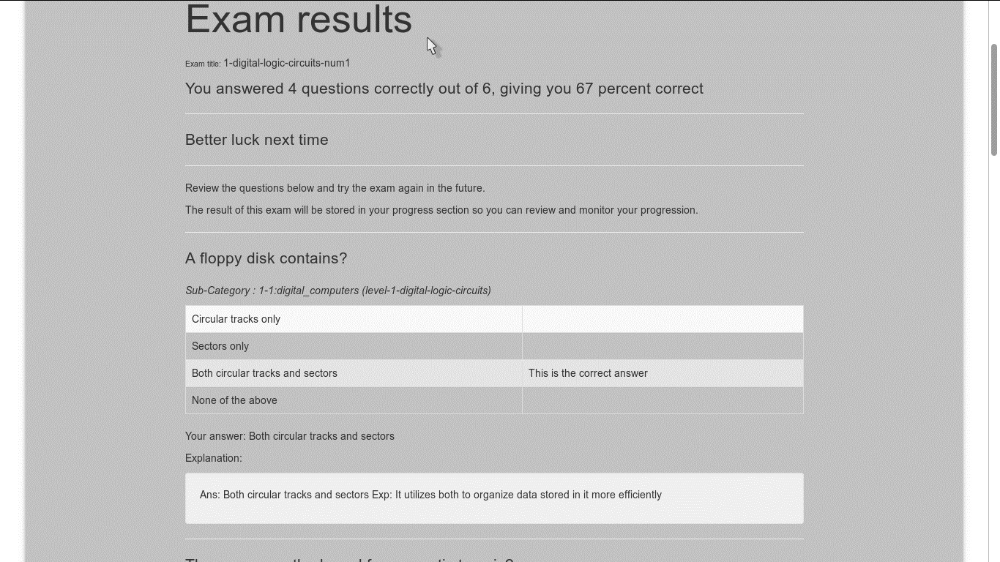 Exam results
Exam title: 1-digital-logic-circuits-num1
You answered 4 questions correctly out of 6, giving you 67 percent correct
Better luck next time
Review the questions below and try the exam again in the future.
The result of this exam will be stored in your progress section so you can review and monitor your progression.
A floppy disk contains?
Sub-Category : 1-1:digital_computers (level-1-digital-logic-circuits)
Circular tracks only
Sectors only
Both circular tracks and sectors This is the correct answer
None of the above
Your answer: Both circular tracks and sectors
Explanation:
Ans: Both circular tracks and sectors Exp: It utilizes both to organize data stored in it more efficiently